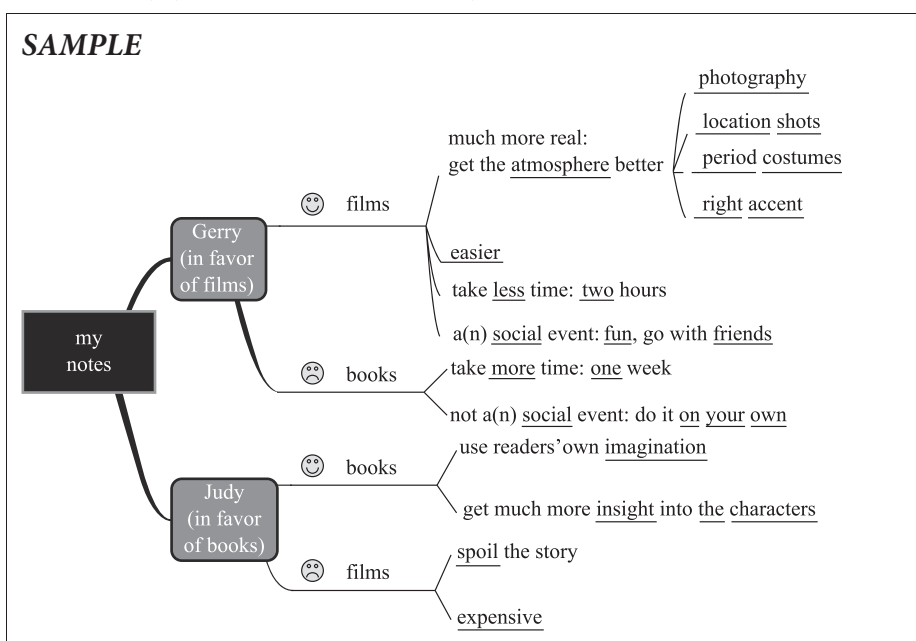 SAMPLE
photography
location shots
period costumes
right accent
much more real:
get the atmosphere better
films
easier
take less time: two hours
a(n) social event: fun, go with friends
Gerry
(in favor
of films)
my
notes
books
take more time: one week
not a(n) social event: do it on your own
books
use readers' own imagination
get much more insight into the characters
Judy
(in favor
of books)
films
spoil the story
expensive